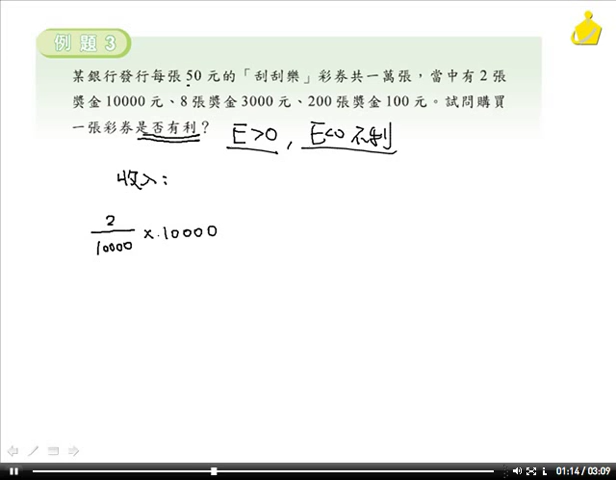 例題3
某銀行發行每張50元的「刮刮樂」彩券共一萬張，當中有2張
獎金10000元、8張獎金3000元、200張獎金100元。試問購買
一張彩券是否有利？ E>0 , E<0 不利
收入：
2
10000 × 10000
01:14 / 03:09